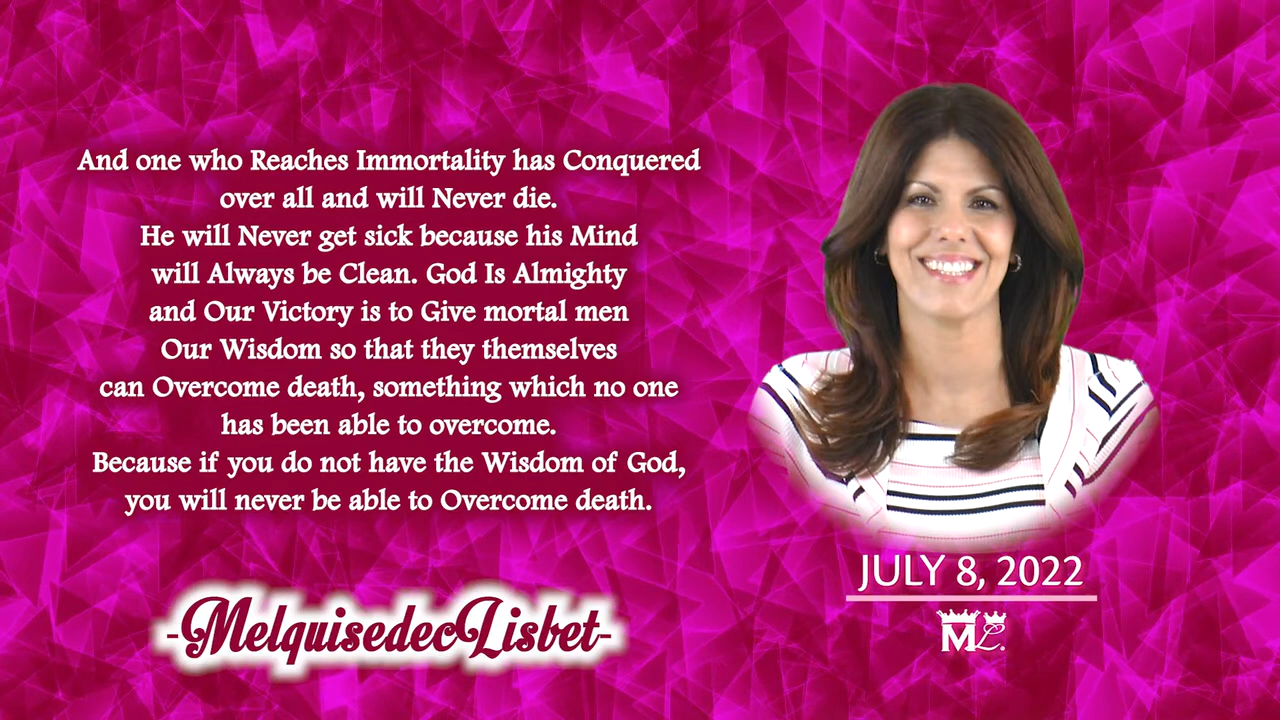 And one who Reaches Immortality has Conquered
over all and will Never die.
He will Never get sick because his Mind
will Always be Clean. God Is Almighty
and Our Victory is to Give mortal men
Our Wisdom so that they themselves
can Overcome death, something which no one
has been able to overcome.
Because if you do not have the Wisdom of God,
you will never be able to Overcome death.
-MelquisedecLisbet-
JULY 8, 2022
ML.